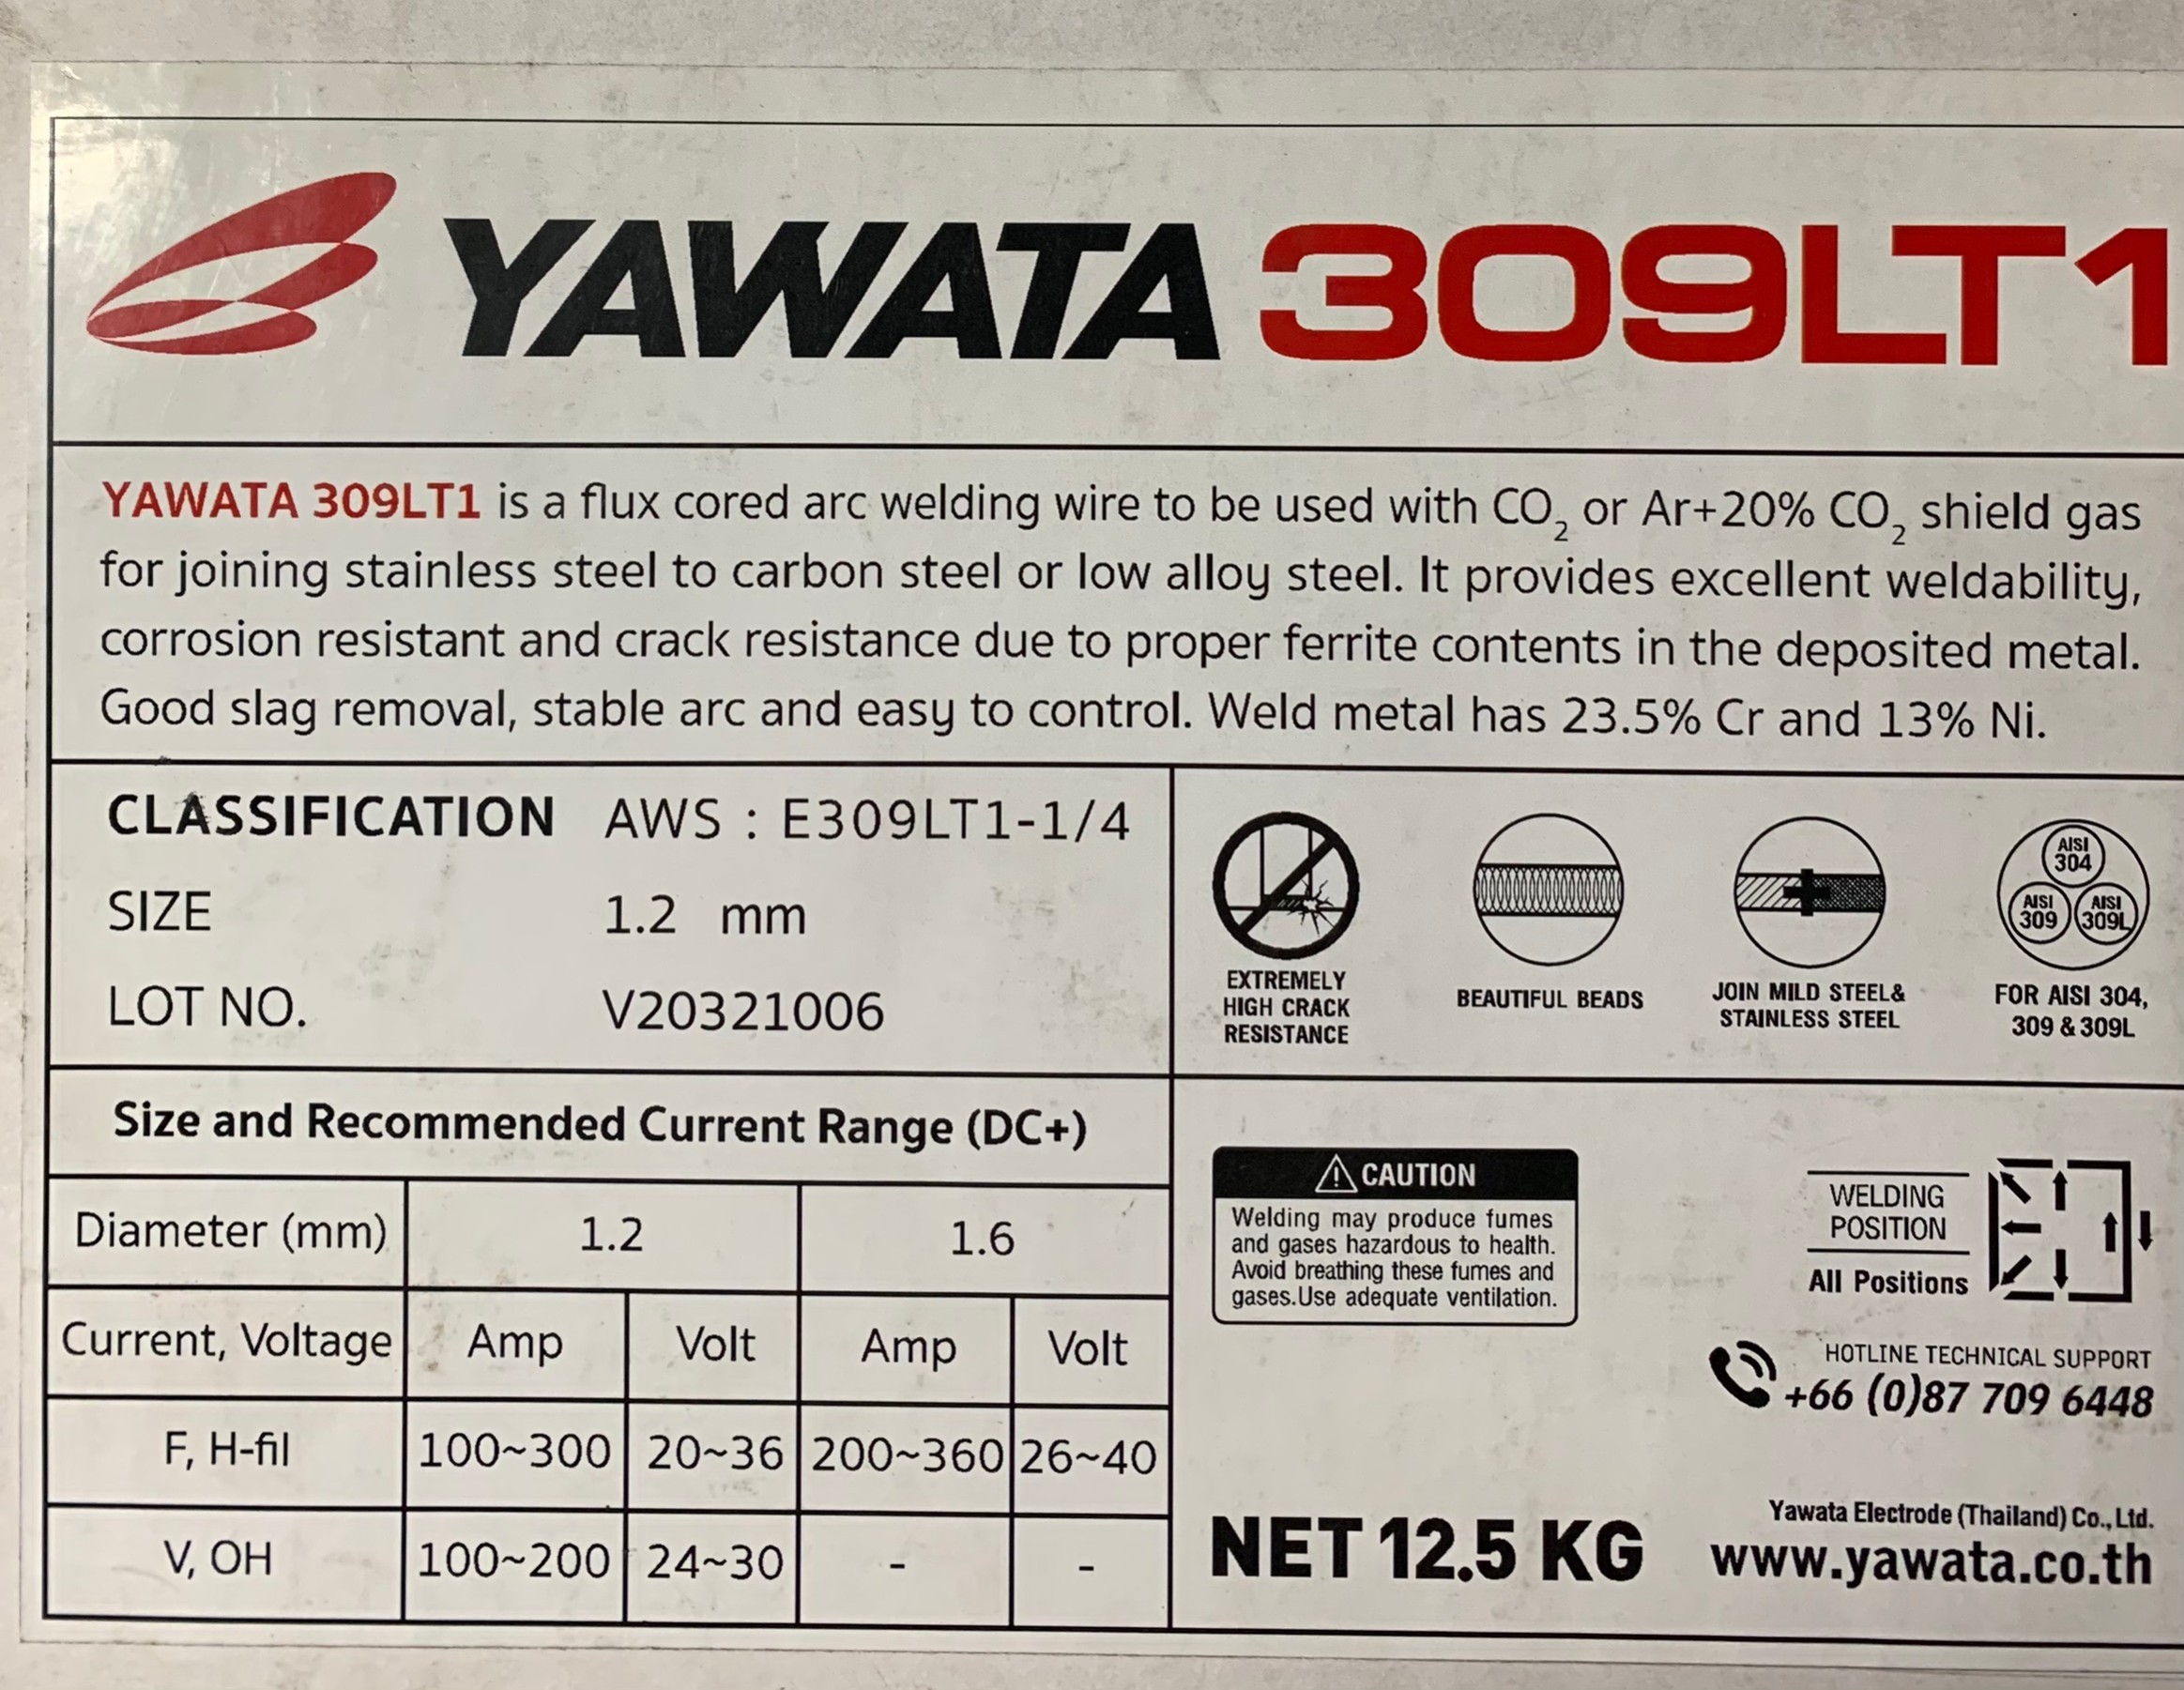 YAWATA 309LT1
YAWATA 309LT1 is a flux cored arc welding wire to be used with CO₂ or Ar+20% CO₂ shield gas
for joining stainless steel to carbon steel or low alloy steel. It provides excellent weldability,
corrosion resistant and crack resistance due to proper ferrite contents in the deposited metal.
Good slag removal, stable arc and easy to control. Weld metal has 23.5% Cr and 13% Ni.
CLASSIFICATION AWS : E309LT1-1/4
SIZE 1.2 mm
LOT NO. V20321006
EXTREMELY
HIGH CRACK
RESISTANCE
BEAUTIFUL BEADS
JOIN MILD STEEL&
STAINLESS STEEL
AISI
304
AISI
309
AISI
309L
FOR AISI 304,
309 & 309L
Size and Recommended Current Range (DC+)
Diameter (mm) 1.2 1.6
Current, Voltage Amp Volt Amp Volt
F, H-fil 100~300 20~36 200~360 26~40
V, OH 100~200 24~30 - -
CAUTION
Welding may produce fumes
and gases hazardous to health.
Avoid breathing these fumes and
gases.Use adequate ventilation.
WELDING
POSITION
All Positions
HOTLINE TECHNICAL SUPPORT
+66 (0)87 709 6448
NET 12.5 KG
Yawata Electrode (Thailand) Co., Ltd.
www.yawata.co.th